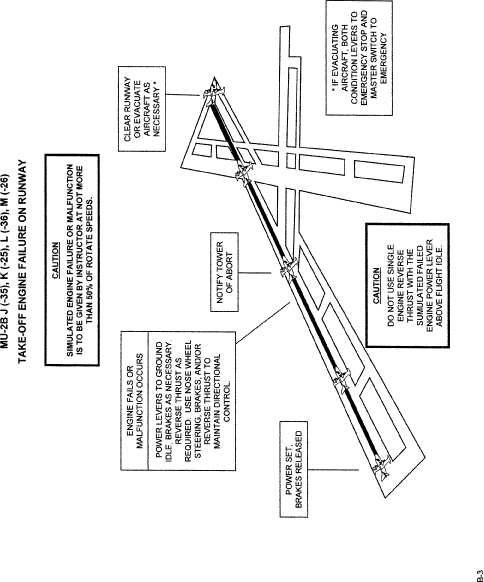 MU-2B J (-35), K (-25), L (-36), M (-26)
TAKE-OFF ENGINE FAILURE ON RUNWAY
CAUTION
SIMULATED ENGINE FAILURE OR MALFUNCTION
IS TO BE GIVEN BY INSTRUCTOR AT NOT MORE
THAN 50% OF ROTATE SPEEDS.
ENGINE FAILS OR
MALFUNCTION OCCURS
POWER LEVERS TO GROUND
IDLE, BRAKES AS NECESSARY.
REVERSE THRUST AS
REQUIRED. USE NOSE WHEEL
STEERING, BRAKES, AND/OR
REVERSE THRUST TO
MAINTAIN DIRECTIONAL
CONTROL.
NOTIFY TOWER
OF ABORT
CLEAR RUNWAY
OR EVACUATE
AIRCRAFT AS
NECESSARY *
POWER SET,
BRAKES RELEASED
CAUTION
DO NOT USE SINGLE
ENGINE REVERSE
THRUST WITH THE
SUMULATED FAILED
ENGINE POWER LEVER
ABOVE FLIGHT IDLE.
* IF EVACUATING
AIRCRAFT, BOTH
CONDITION LEVERS TO
EMERGENCY STOP AND
MASTER SWITCH TO
EMERGENCY
B-3